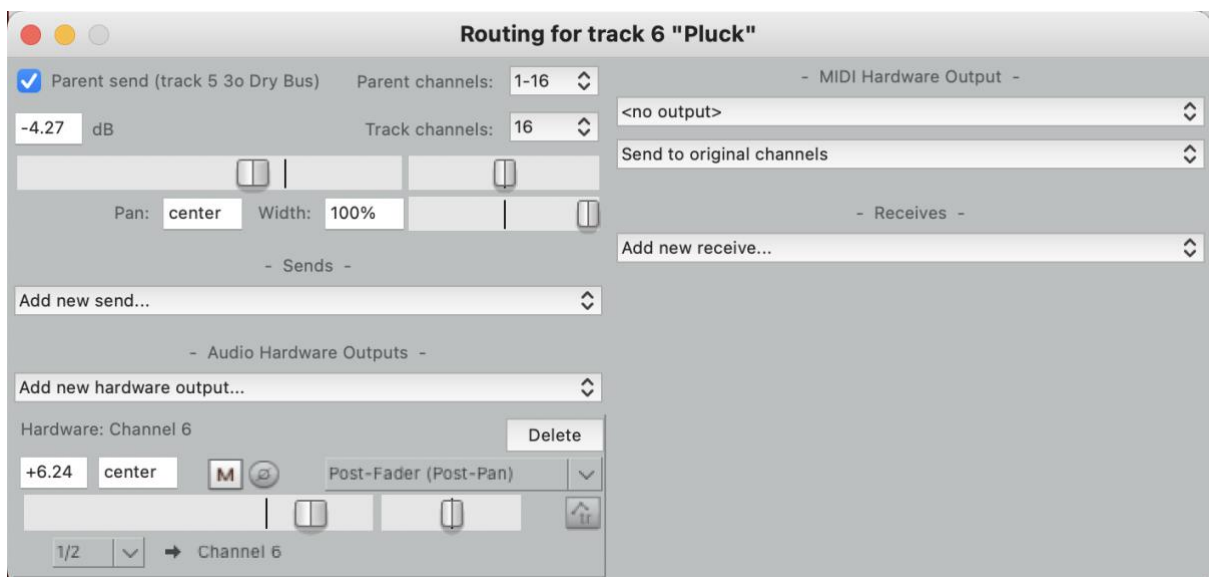 Routing for track 6 "Pluck"
Parent send (track 5 3o Dry Bus) Parent channels: 1-16
-4.27 dB Track channels: 16
Pan: center Width: 100%
- Sends -
Add new send...
- Audio Hardware Outputs -
Add new hardware output...
Hardware: Channel 6 Delete
+6.24 center M ø Post-Fader (Post-Pan)
tr
1/2 → Channel 6
- MIDI Hardware Output -
<no output>
Send to original channels
- Receives -
Add new receive...